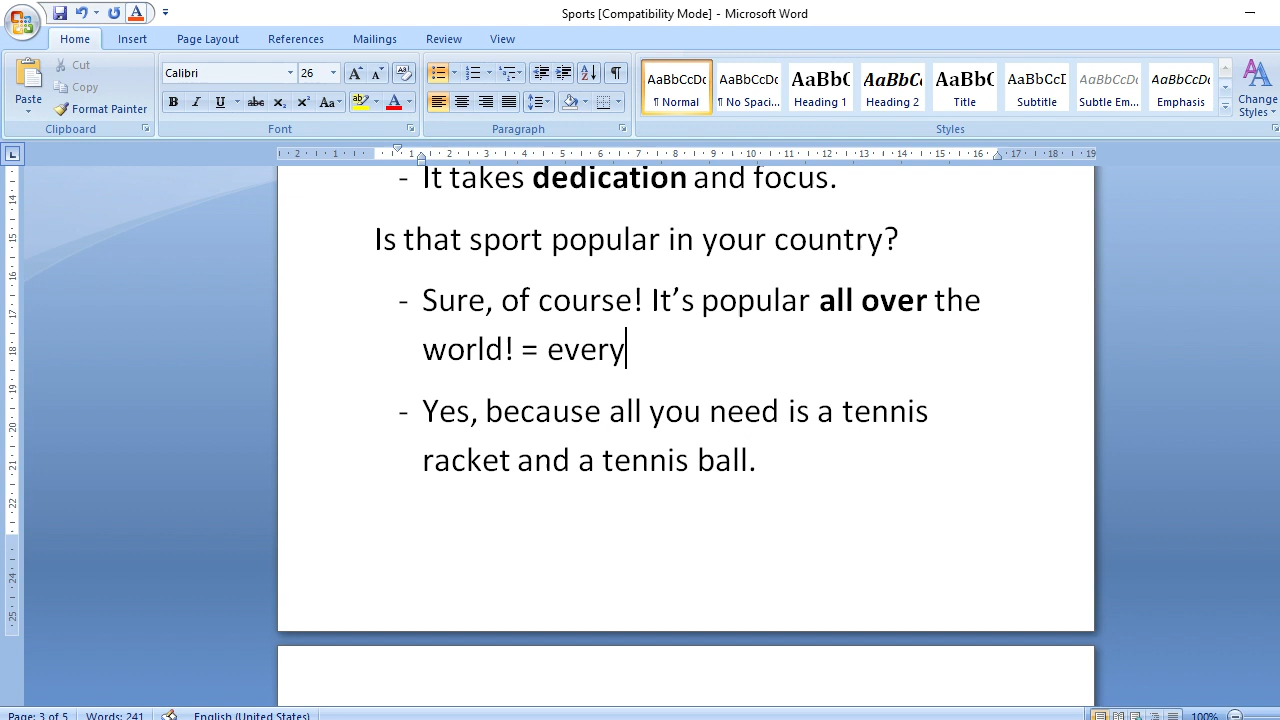 Sports [Compatibility Mode] - Microsoft Word
Home Insert Page Layout References Mailings Review View
Paste Cut Copy Format Painter Clipboard
Calibri 26 Font
Paragraph
AaBbCcDc ¶ Normal AaBbCcDc ¶ No Spaci... AaBbC Heading 1 AaBbCc Heading 2 AaBbC Title AaBbCcI Subtitle AaBbCcDc Subtle Em... AaBbCcDc Emphasis Change Styles Styles
- It takes dedication and focus.
Is that sport popular in your country?
- Sure, of course! It’s popular all over the
world! = every
- Yes, because all you need is a tennis
racket and a tennis ball.
Page: 3 of 5 Words: 241 English (United States) 100%